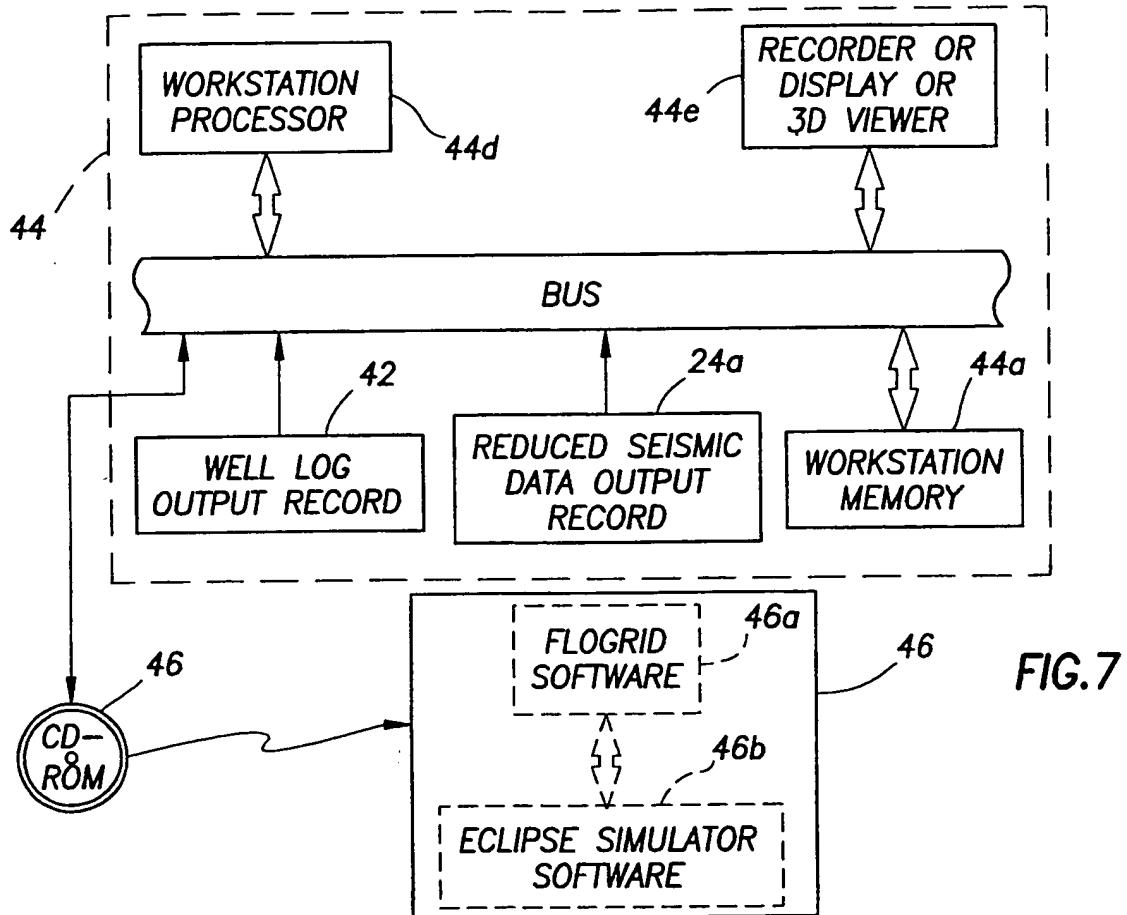 WORKSTATION
PROCESSOR
44d
RECORDER OR
DISPLAY OR
3D VIEWER
44e
44
BUS
42
24a
44a
WELL LOG
OUTPUT RECORD
REDUCED SEISMIC
DATA OUTPUT
RECORD
WORKSTATION
MEMORY
46
CD-
ROM
FLOGRID
SOFTWARE
46a
46
46b
ECLIPSE SIMULATOR
SOFTWARE
FIG.7